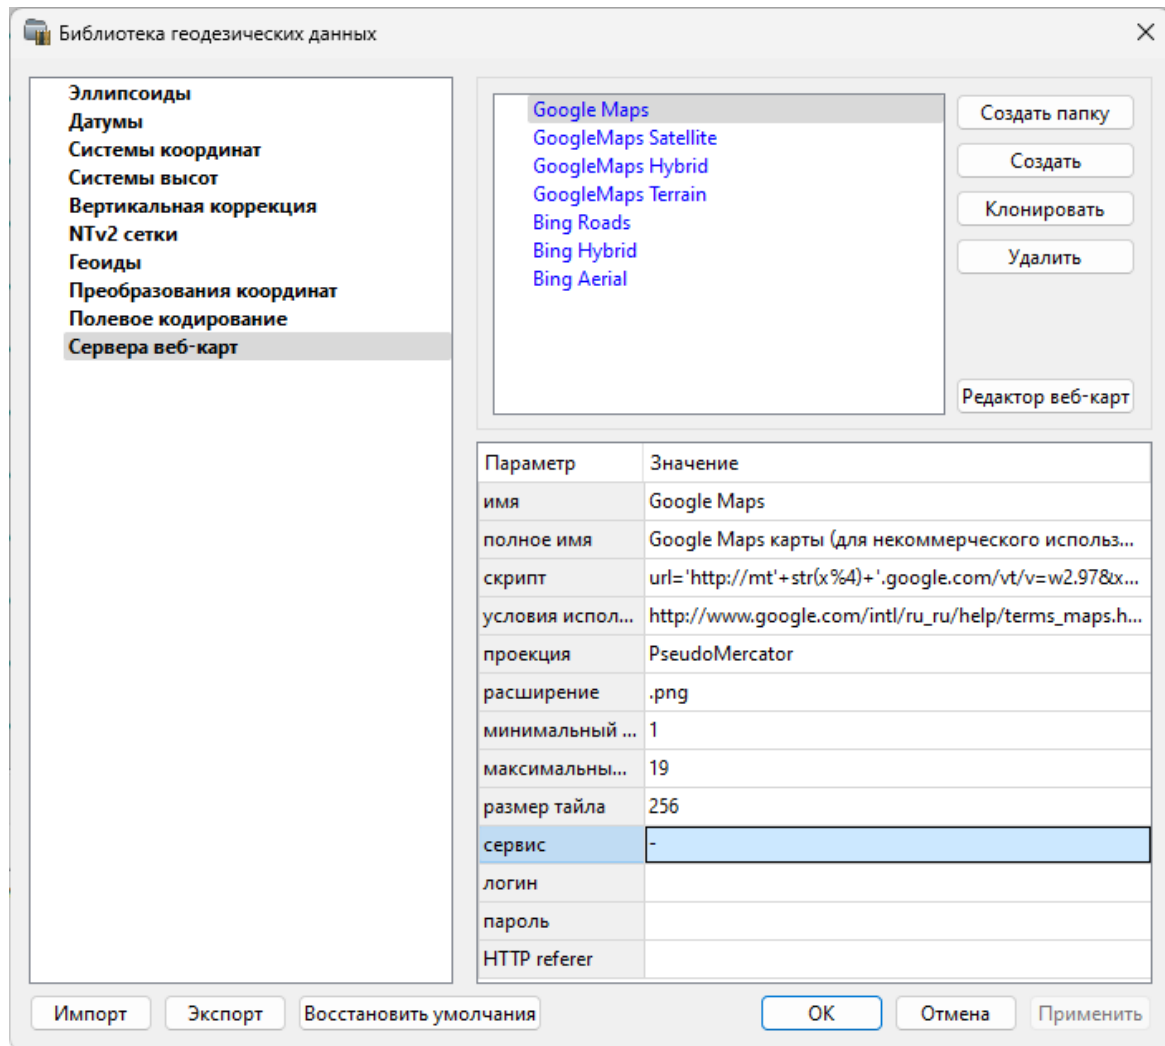 Библиотека геодезических данных
Эллипсоиды
Датумы
Системы координат
Системы высот
Вертикальная коррекция
NTv2 сетки
Геоиды
Преобразования координат
Полевое кодирование
Сервера веб-карт
Google Maps
GoogleMaps Satellite
GoogleMaps Hybrid
GoogleMaps Terrain
Bing Roads
Bing Hybrid
Bing Aerial
Создать папку
Создать
Клонировать
Удалить
Редактор веб-карт
Параметр Значение
имя Google Maps
полное имя Google Maps карты (для некоммерческого использ...
скрипт url='http://mt'+str(x%4)+'.google.com/vt/v=w2.97&x...
условия испол... http://www.google.com/intl/ru_ru/help/terms_maps.h...
проекция PseudoMercator
расширение .png
минимальный ... 1
максимальны... 19
размер тайла 256
сервис -
логин
пароль
HTTP referer
Импорт Экспорт Восстановить умолчания ОК Отмена Применить